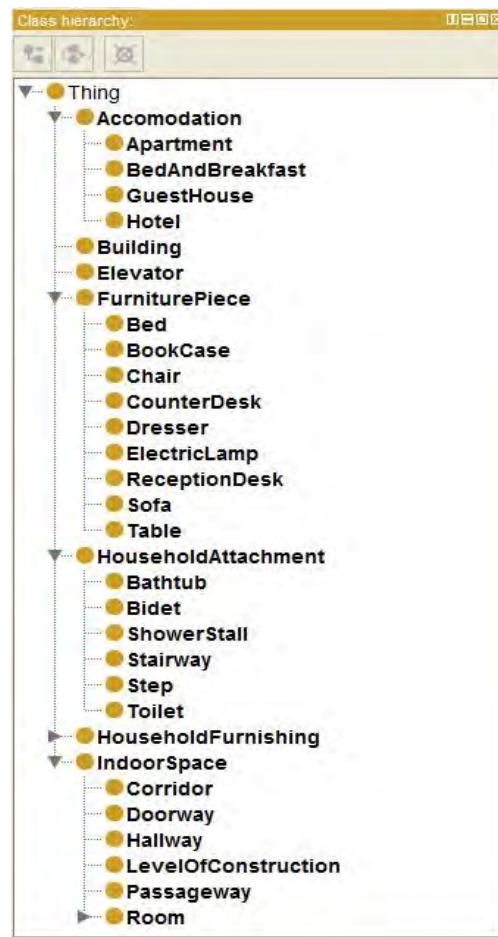 Class hierarchy:
Thing
Accomodation
Apartment
BedAndBreakfast
GuestHouse
Hotel
Building
Elevator
FurniturePiece
Bed
BookCase
Chair
CounterDesk
Dresser
ElectricLamp
ReceptionDesk
Sofa
Table
HouseholdAttachment
Bathtub
Bidet
ShowerStall
Stairway
Step
Toilet
HouseholdFurnishing
IndoorSpace
Corridor
Doorway
Hallway
LevelOfConstruction
Passageway
Room